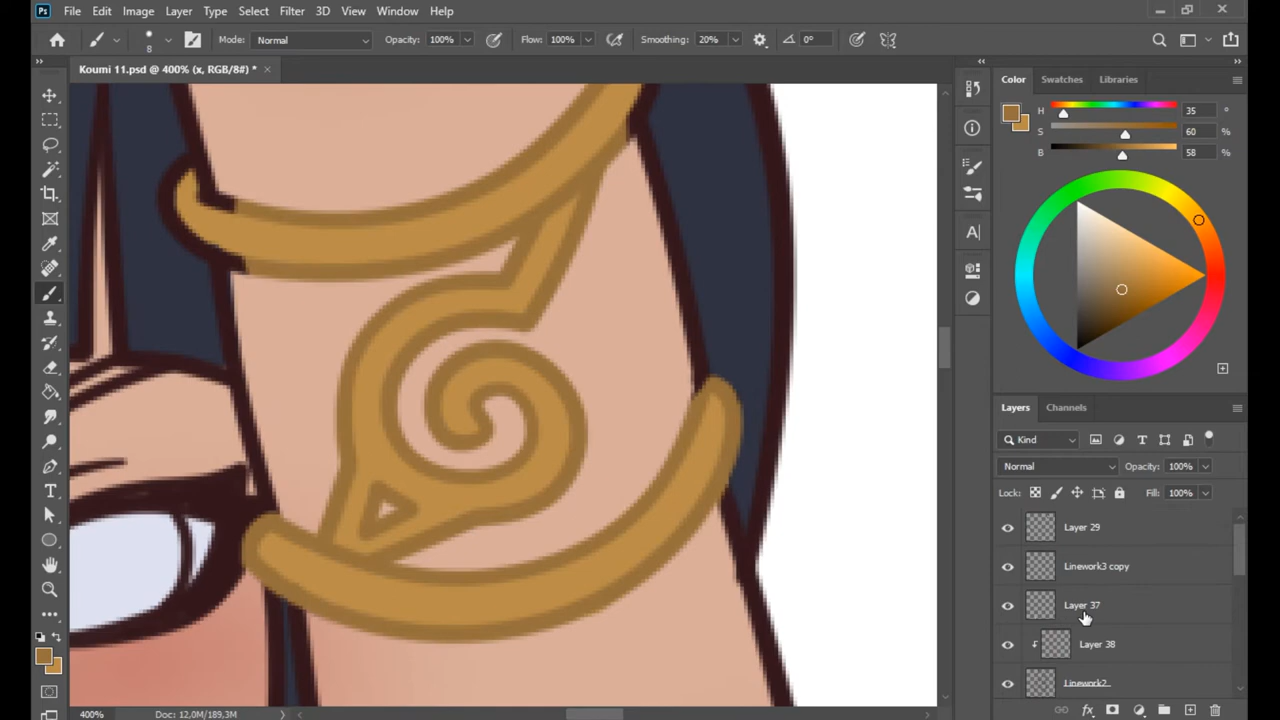 Ps File Edit Image Layer Type Select Filter 3D View Window Help
8 Mode: Normal Opacity: 100% Flow: 100% Smoothing: 20% 0°
Koumi 11.psd @ 400% (x, RGB/8#) *
Color Swatches Libraries
H 35 °
S 60 %
B 58 %
Layers Channels
Kind
Normal Opacity: 100%
Lock: Fill: 100%
Layer 29
Linework3 copy
Layer 37
Layer 38
Linework2
400% Doc: 12,0M/189,3M